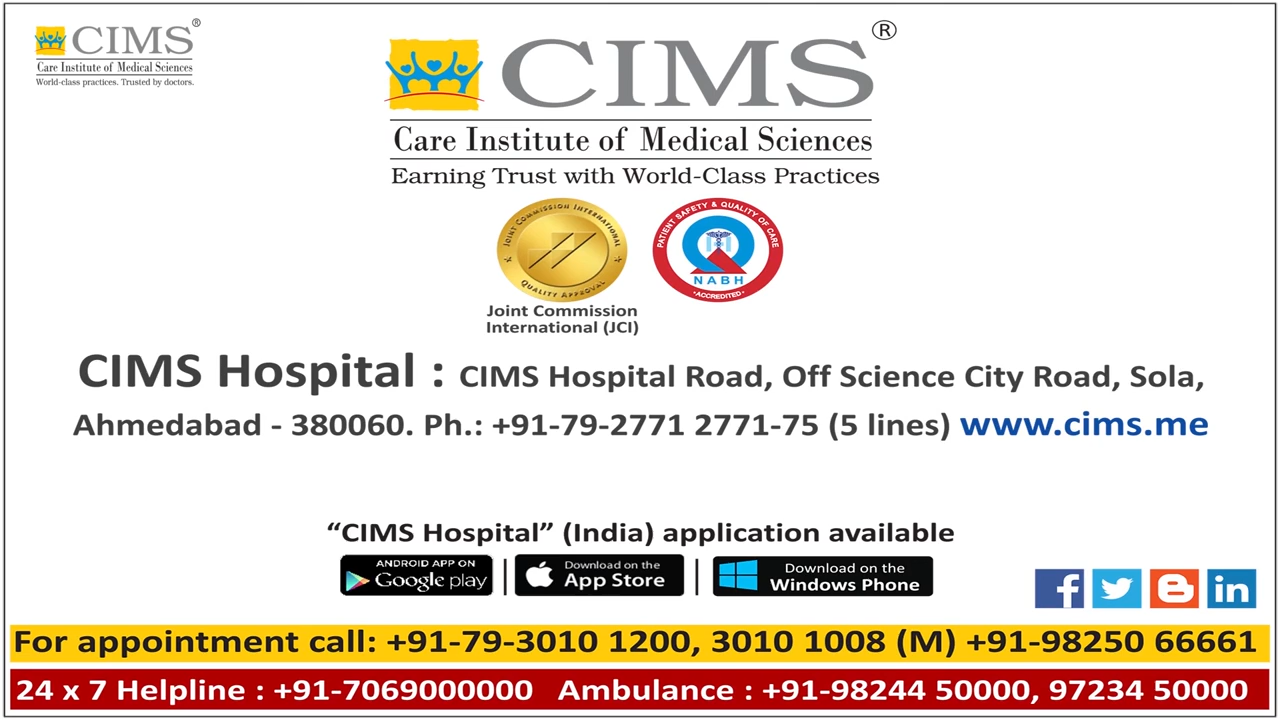 CIMS®
Care Institute of Medical Sciences
World-class practices. Trusted by doctors.
CIMS®
Care Institute of Medical Sciences
Earning Trust with World-Class Practices
JOINT COMMISSION INTERNATIONAL
QUALITY APPROVAL
PATIENT SAFETY & QUALITY OF CARE
NABH
• ACCREDITED •
Joint Commission
International (JCI)
CIMS Hospital : CIMS Hospital Road, Off Science City Road, Sola,
Ahmedabad - 380060. Ph.: +91-79-2771 2771-75 (5 lines) www.cims.me
“CIMS Hospital” (India) application available
ANDROID APP ON
Google play
Download on the
App Store
Download on the
Windows Phone
For appointment call: +91-79-3010 1200, 3010 1008 (M) +91-98250 66661
24 x 7 Helpline : +91-7069000000 Ambulance : +91-98244 50000, 97234 50000